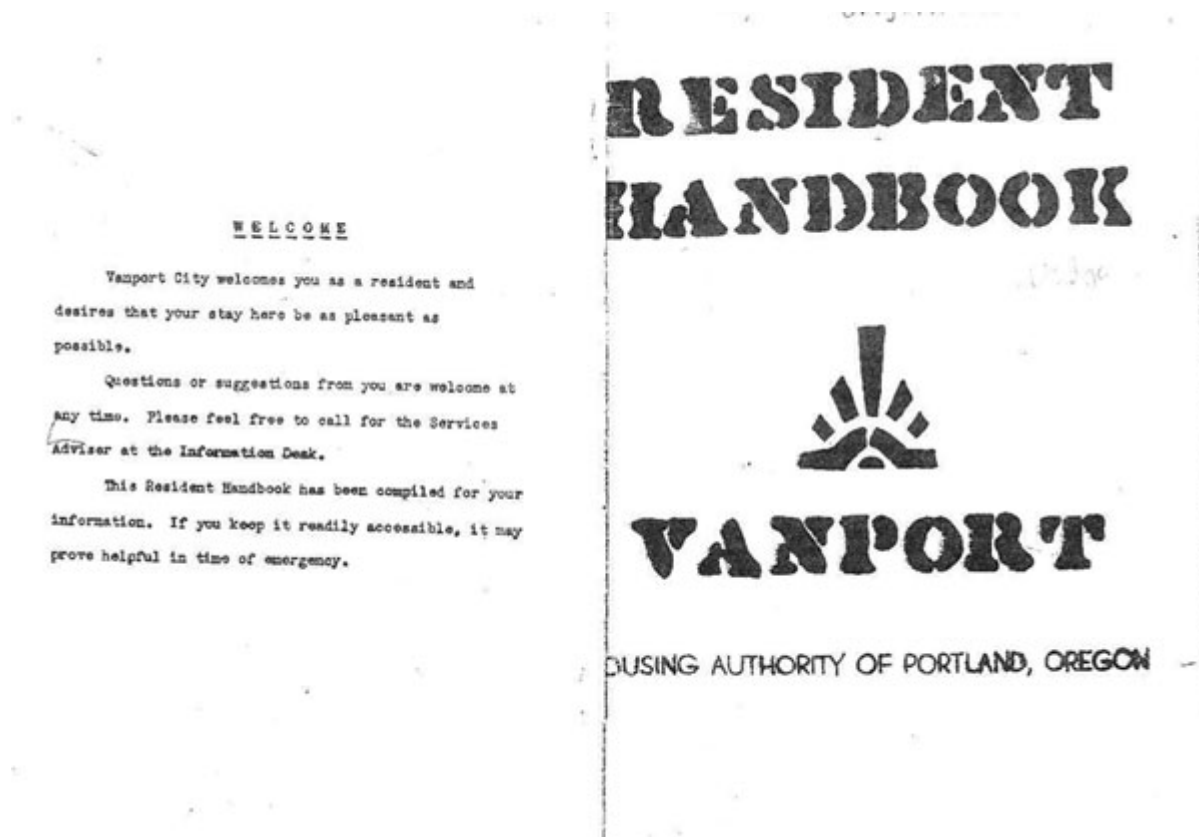 WELCOME
Vanport City welcomes you as a resident and
desires that your stay here be as pleasant as
possible.
Questions or suggestions from you are welcome at
any time. Please feel free to call for the Services
Adviser at the Information Desk.
This Resident Handbook has been compiled for your
information. If you keep it readily accessible, it may
prove helpful in time of emergency.
RESIDENT
HANDBOOK
VANPORT
OUSING AUTHORITY OF PORTLAND, OREGON